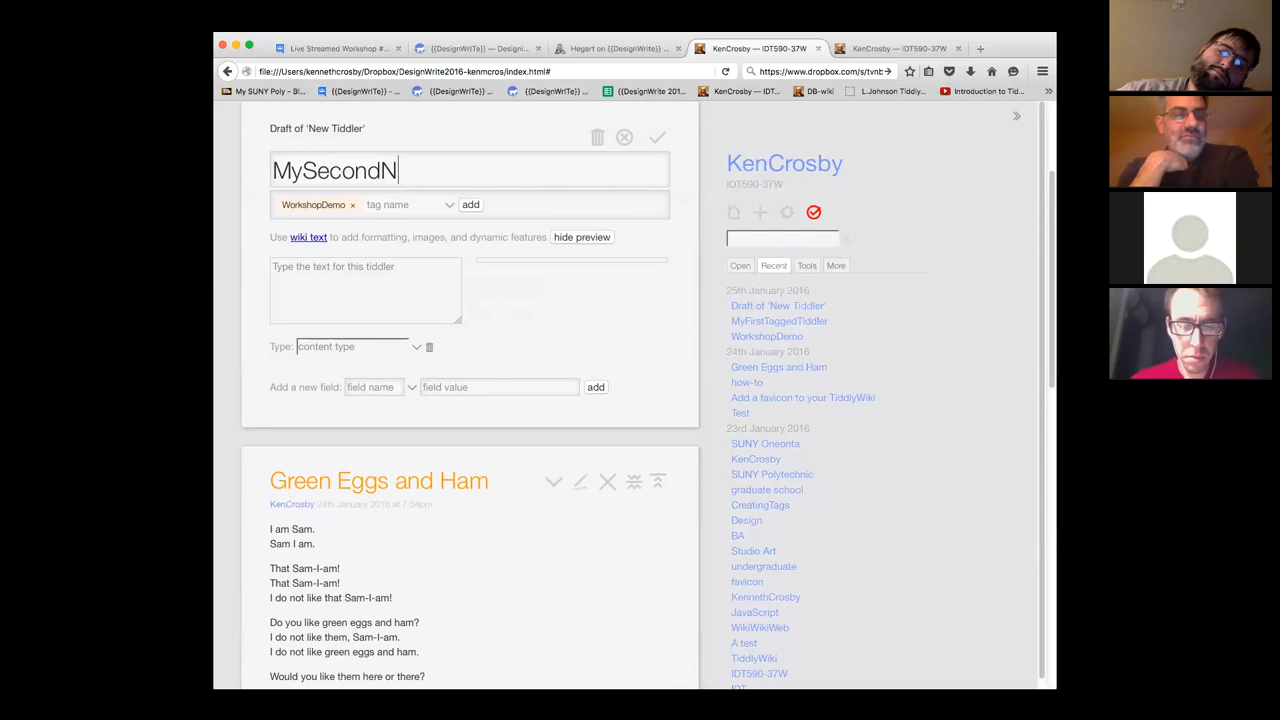 Live Streamed Workshop #...
{{DesignWriTe}} — Designi...
Hegart on {{DesignWriTe}} ...
KenCrosby — IDT590-37W
KenCrosby — IDT590-37W
file:///Users/kennethcrosby/Dropbox/DesignWrite2016-kenmcros/index.html#
https://www.dropbox.com/s/tvnb
My SUNY Poly – Bl...
{{DesignWriTe}} - ...
{{DesignWriTe}} ...
{{DesignWriTe}} ...
{{DesignWrite 201...
KenCrosby — IDT...
DB-wiki
L.Johnson Tiddly...
Introduction to Tid...
Draft of 'New Tiddler'
MySecondN
WorkshopDemo × tag name add
Use wiki text to add formatting, images, and dynamic features hide preview
Type the text for this tiddler
Type: content type
Add a new field: field name field value add
Green Eggs and Ham
KenCrosby 24th January 2016 at 7:54pm
I am Sam.
Sam I am.
That Sam-I-am!
That Sam-I-am!
I do not like that Sam-I-am!
Do you like green eggs and ham?
I do not like them, Sam-I-am.
I do not like green eggs and ham.
Would you like them here or there?
KenCrosby
IDT590-37W
Open Recent Tools More
25th January 2016
Draft of 'New Tiddler'
MyFirstTaggedTiddler
WorkshopDemo
24th January 2016
Green Eggs and Ham
how-to
Add a favicon to your TiddlyWiki
Test
23rd January 2016
SUNY Oneonta
KenCrosby
SUNY Polytechnic
graduate school
CreatingTags
Design
BA
Studio Art
undergraduate
favicon
KennethCrosby
JavaScript
WikiWikiWeb
A test
TiddlyWiki
IDT590-37W
IDT